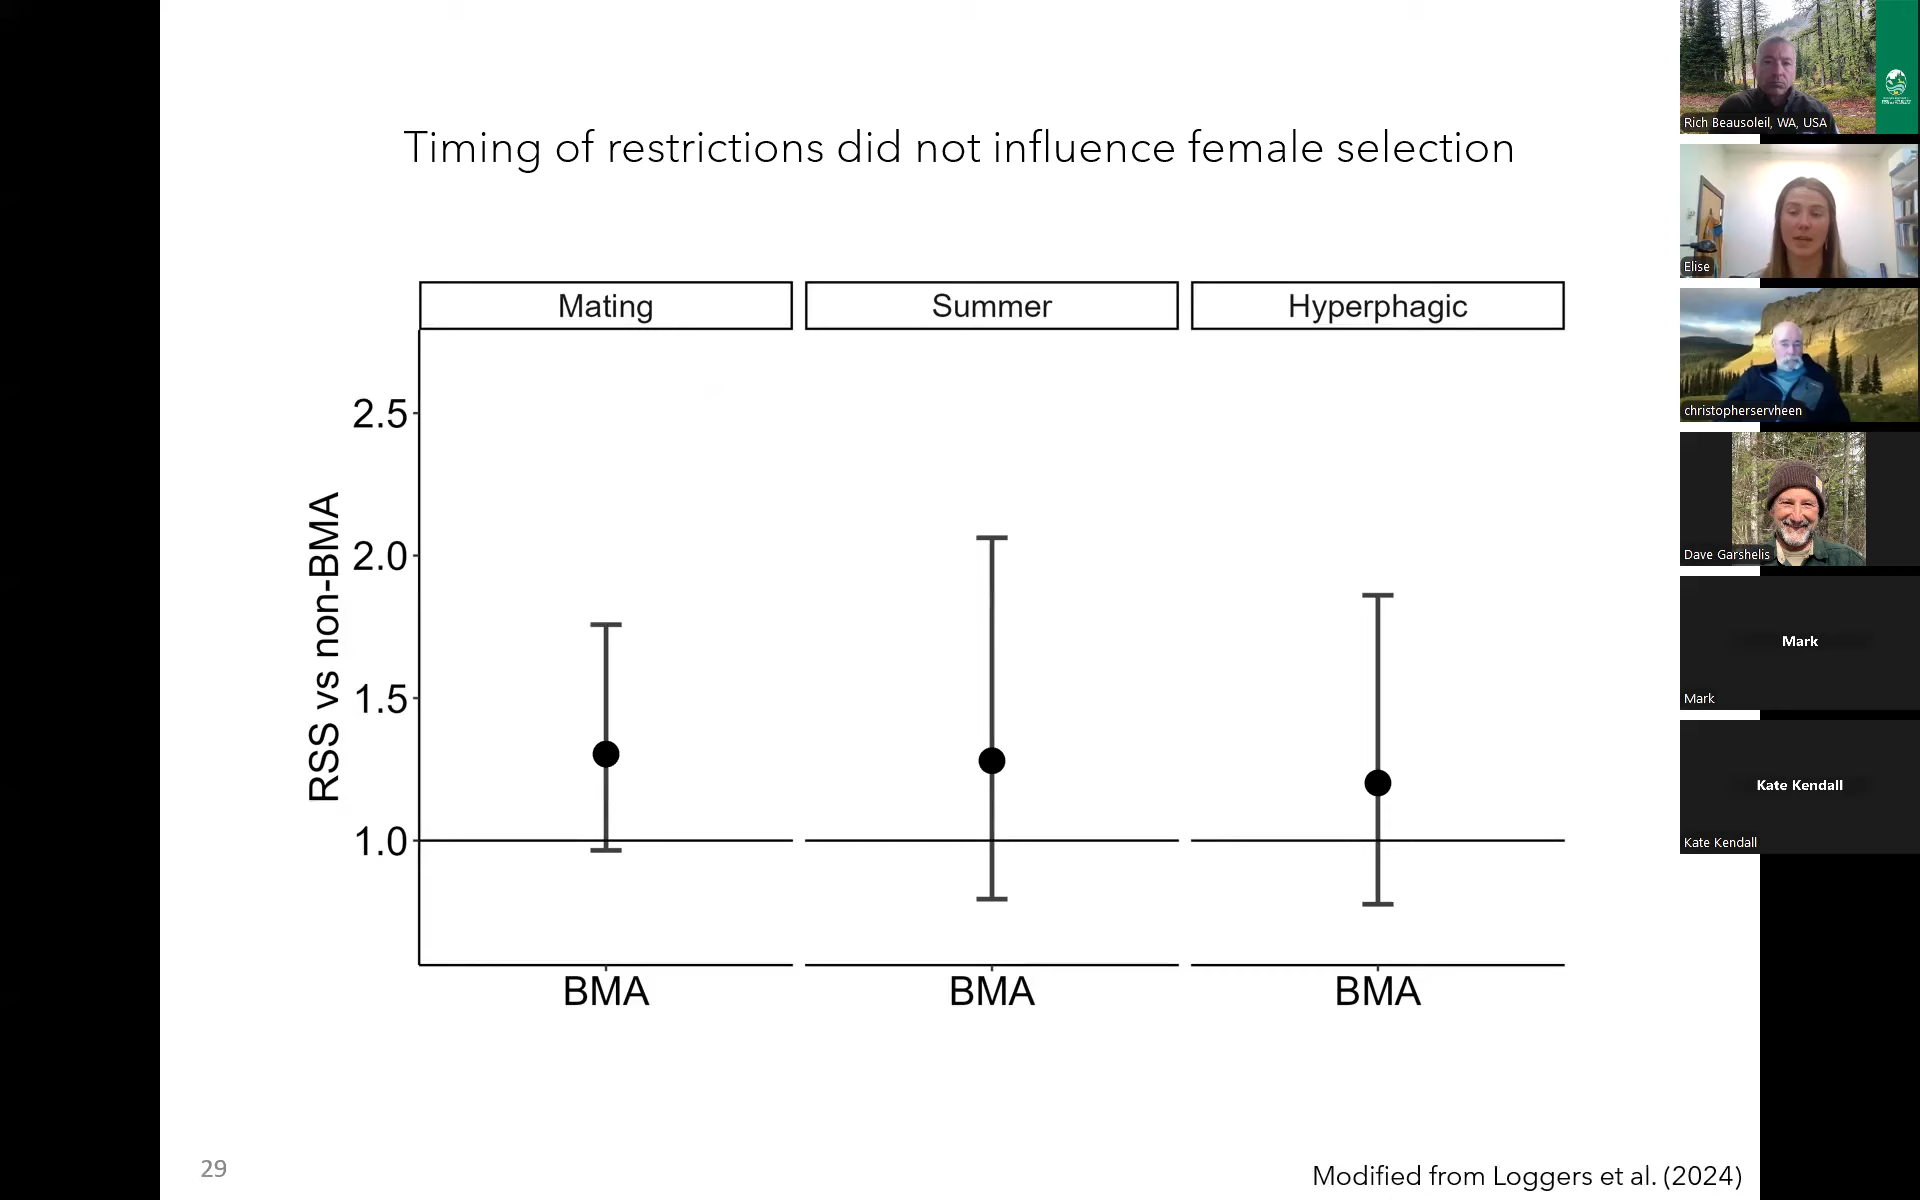 Timing of restrictions did not influence female selection
Mating
Summer
Hyperphagic
RSS vs non-BMA
2.5
2.0
1.5
1.0
BMA
BMA
BMA
29
Modified from Loggers et al. (2024)
Rich Beausoleil, WA, USA
Elise
christopherservheen
Dave Garshelis
Mark
Mark
Kate Kendall
Kate Kendall